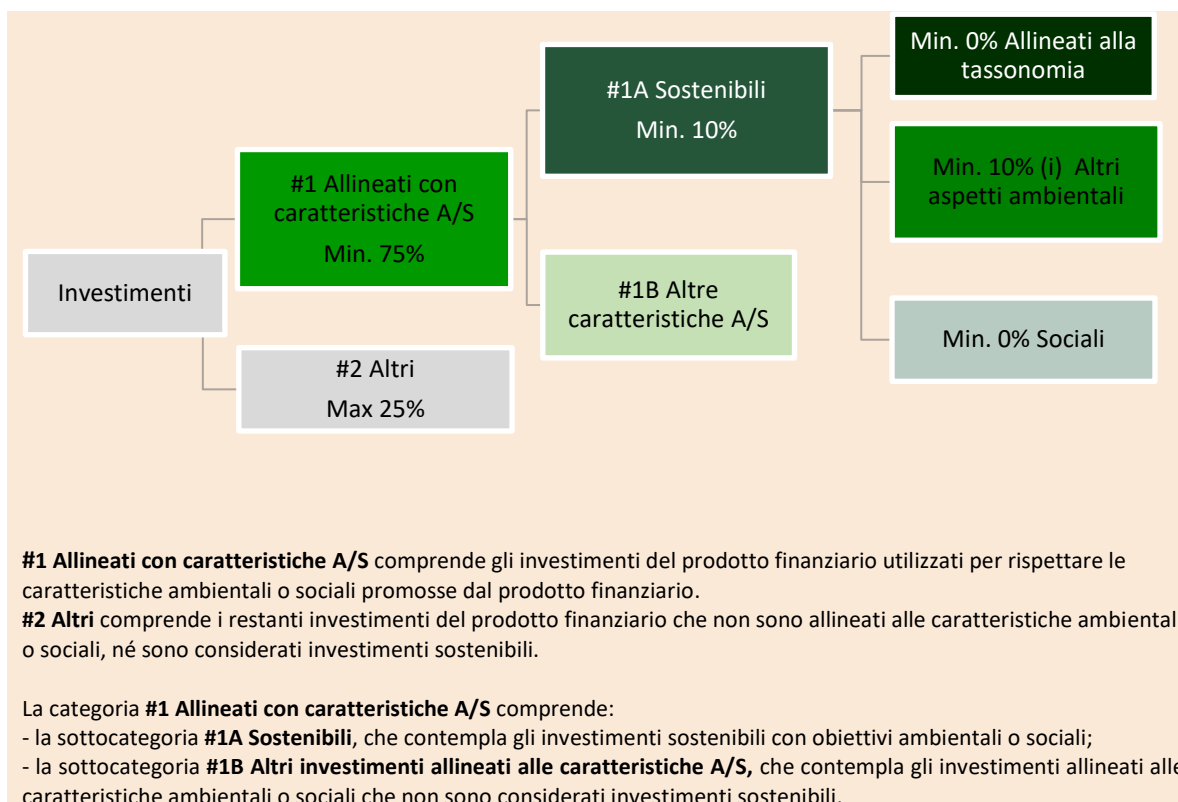 Investimenti
#1 Allineati con
caratteristiche A/S
Min. 75%
#2 Altri
Max 25%
#1A Sostenibili
Min. 10%
#1B Altre
caratteristiche A/S
Min. 0% Allineati alla
tassonomia
Min. 10% (i) Altri
aspetti ambientali
Min. 0% Sociali
#1 Allineati con caratteristiche A/S comprende gli investimenti del prodotto finanziario utilizzati per rispettare le
caratteristiche ambientali o sociali promosse dal prodotto finanziario.
#2 Altri comprende i restanti investimenti del prodotto finanziario che non sono allineati alle caratteristiche ambiental
o sociali, né sono considerati investimenti sostenibili.
La categoria #1 Allineati con caratteristiche A/S comprende:
- la sottocategoria #1A Sostenibili, che contempla gli investimenti sostenibili con obiettivi ambientali o sociali;
- la sottocategoria #1B Altri investimenti allineati alle caratteristiche A/S, che contempla gli investimenti allineati alle
caratteristiche ambientali o sociali che non sono considerati investimenti sostenibili.